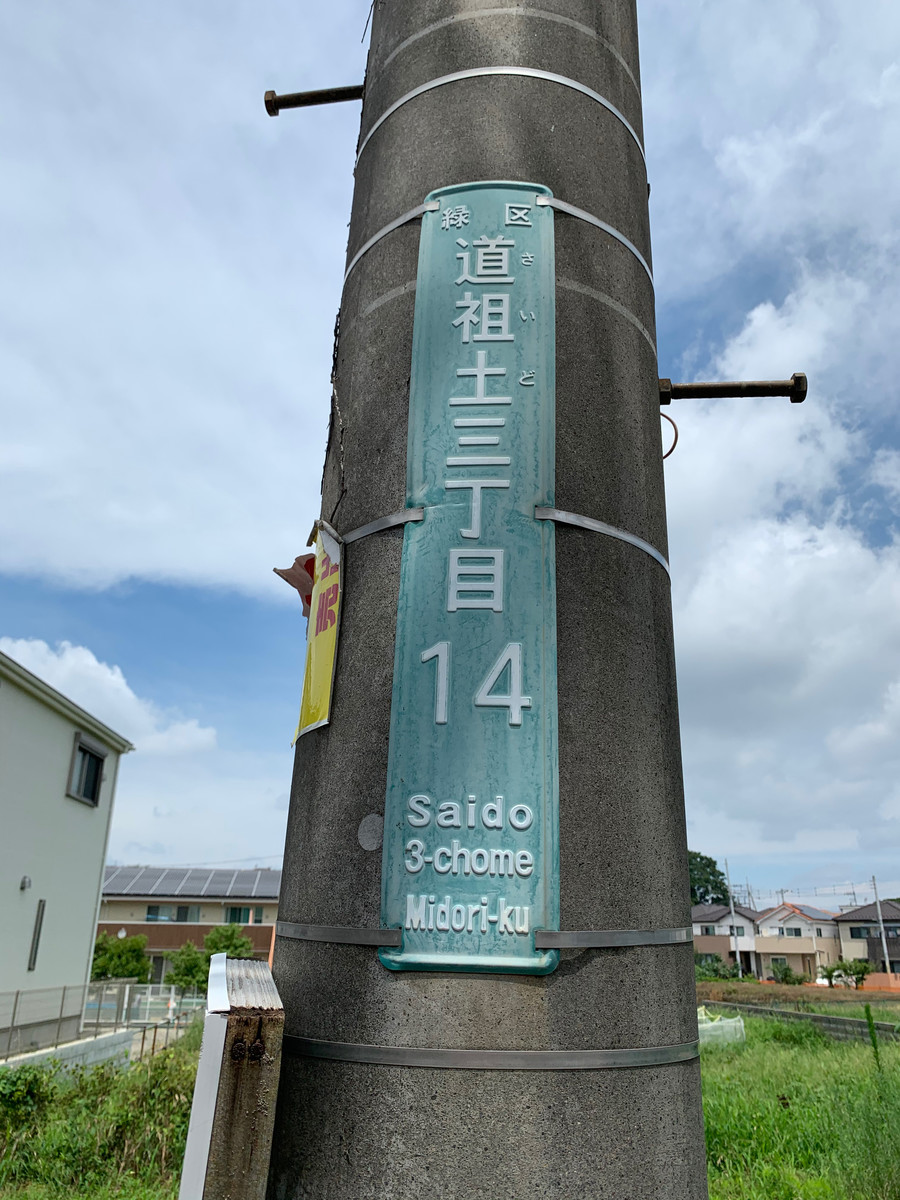 緑区
道祖土三丁目
さいど
14
Saido
3-chome
Midori-ku